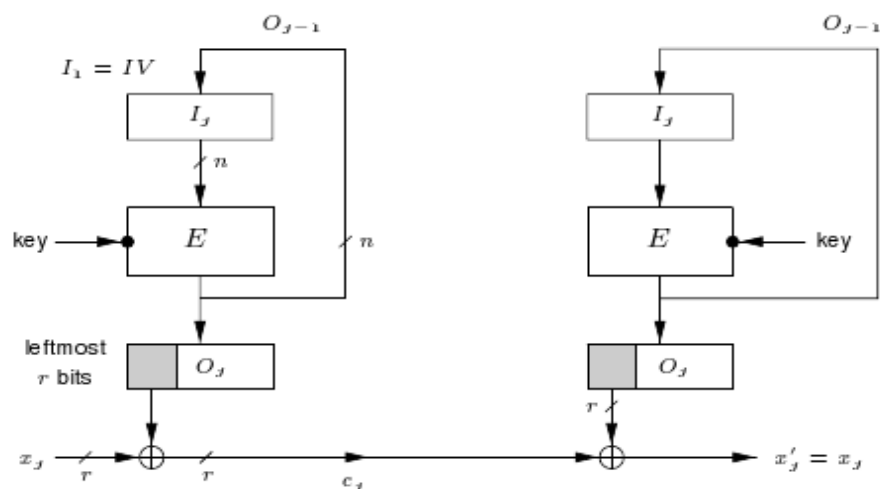 O_{j-1} O_{j-1}
I_1 = IV
I_j I_j
n
key E n E key
leftmost
r bits
O_j O_j
r
x_j r r c_j x'_j = x_j